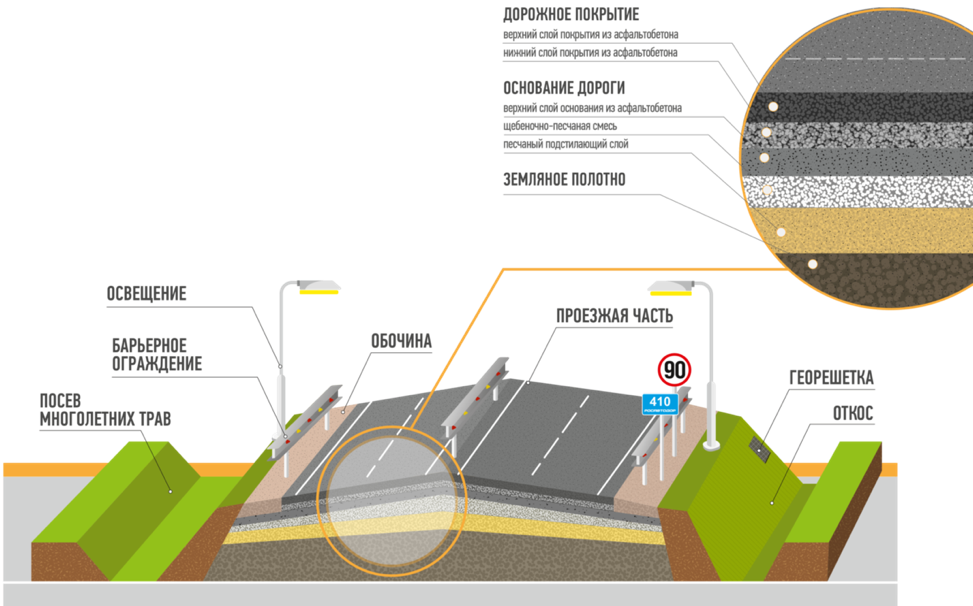 ДОРОЖНОЕ ПОКРЫТИЕ
верхний слой покрытия из асфальтобетона
нижний слой покрытия из асфальтобетона
ОСНОВАНИЕ ДОРОГИ
верхний слой основания из асфальтобетона
щебеночно-песчаная смесь
песчаный подстилающий слой
ЗЕМЛЯНОЕ ПОЛОТНО
ОСВЕЩЕНИЕ
БАРЬЕРНОЕ
ОГРАЖДЕНИЕ
ПОСЕВ
МНОГОЛЕТНИХ ТРАВ
ОБОЧИНА
ПРОЕЗЖАЯ ЧАСТЬ
90
410
ГЕОРЕШЕТКА
ОТКОС